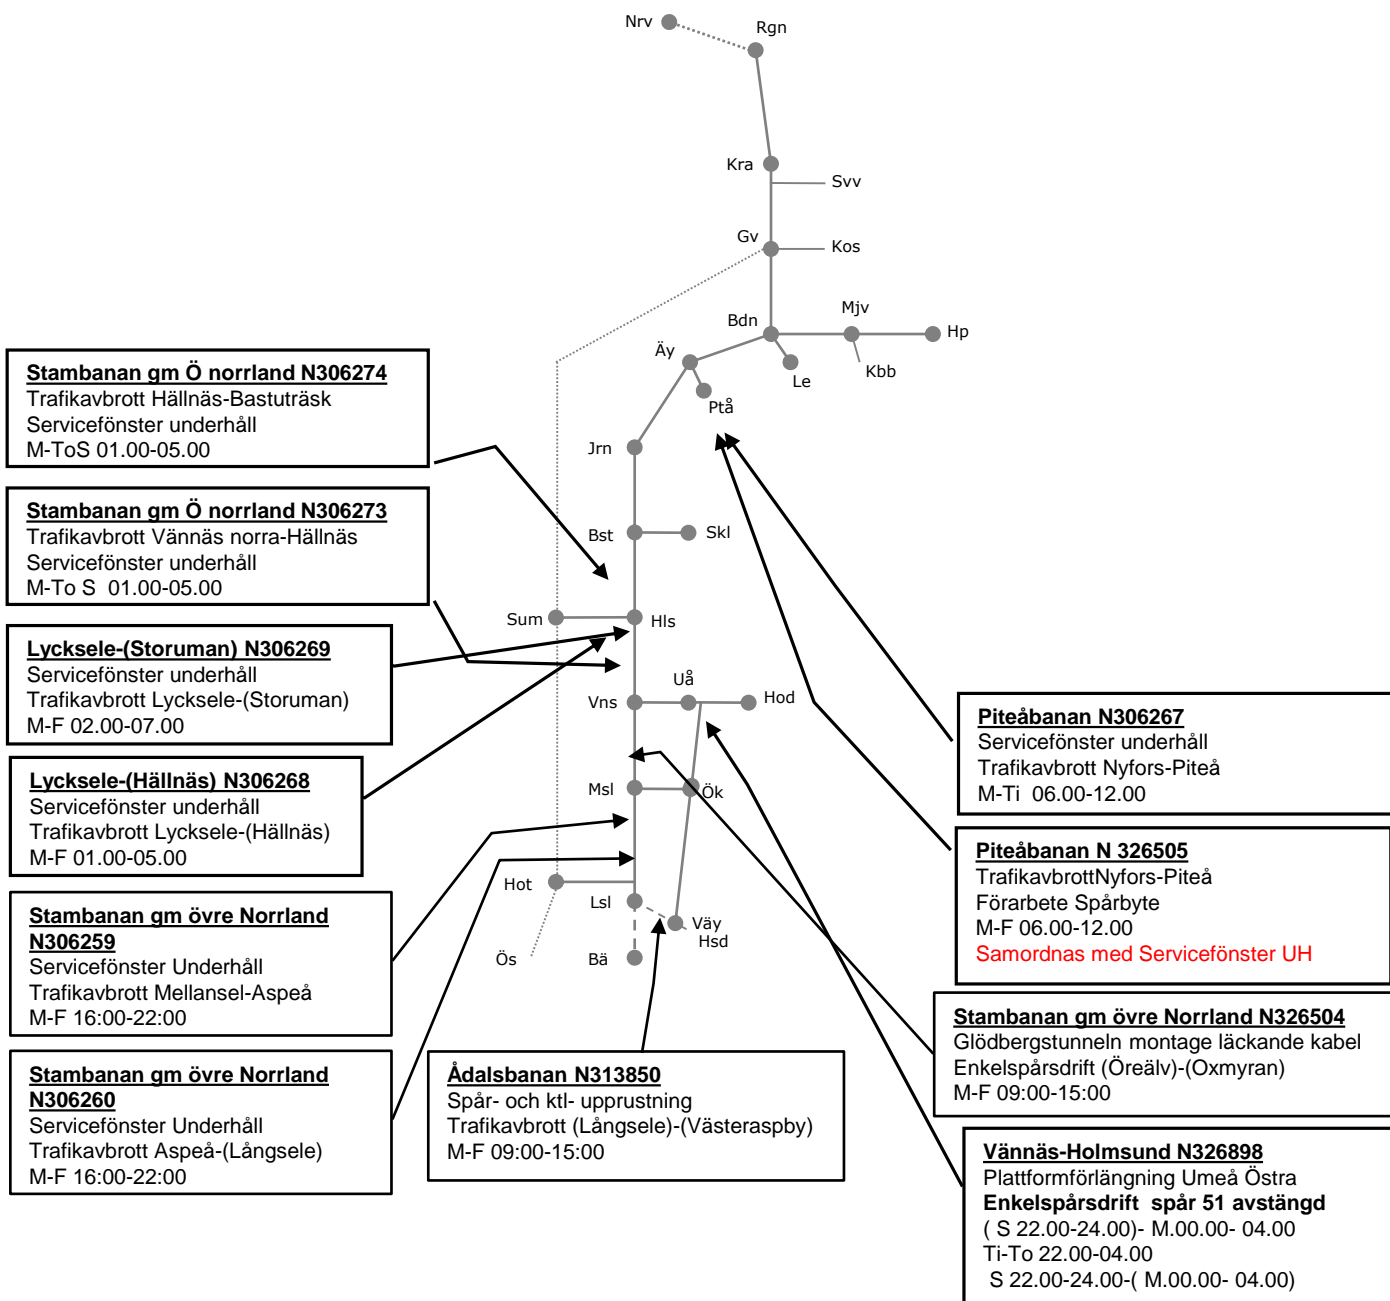 Nrv
Rgn
Kra
Svv
Gv
Kos
Bdn
Mjv
Hp
Äy
Le
Kbb
Ptå
Jrn
Bst
Skl
Sum
Hls
Uå
Vns
Hod
Msl
Ök
Hot
Lsl
Väy
Hsd
Ös
Bä
Stambanan gm Ö norrland N306274
Trafikavbrott Hällnäs-Bastuträsk
Servicefönster underhåll
M-ToS 01.00-05.00
Stambanan gm Ö norrland N306273
Trafikavbrott Vännäs norra-Hällnäs
Servicefönster underhåll
M-To S  01.00-05.00
Lycksele-(Storuman) N306269
Servicefönster underhåll
Trafikavbrott Lycksele-(Storuman)
M-F 02.00-07.00
Lycksele-(Hällnäs) N306268
Servicefönster underhåll
Trafikavbrott Lycksele-(Hällnäs)
M-F 01.00-05.00
Stambanan gm övre Norrland
N306259
Servicefönster Underhåll
Trafikavbrott Mellansel-Aspeå
M-F 16:00-22:00
Stambanan gm övre Norrland
N306260
Servicefönster Underhåll
Trafikavbrott Aspeå-(Långsele)
M-F 16:00-22:00
Ådalsbanan N313850
Spår- och ktl- upprustning
Trafikavbrott (Långsele)-(Västeraspby)
M-F 09:00-15:00
Piteåbanan N306267
Servicefönster underhåll
Trafikavbrott Nyfors-Piteå
M-Ti  06.00-12.00
Piteåbanan N 326505
TrafikavbrottNyfors-Piteå
Förarbete Spårbyte
M-F 06.00-12.00
Samordnas med Servicefönster UH
Stambanan gm övre Norrland N326504
Glödbergstunneln montage läckande kabel
Enkelspårsdrift (Öreälv)-(Oxmyran)
M-F 09:00-15:00
Vännäs-Holmsund N326898
Plattformförlängning Umeå Östra
Enkelspårsdrift  spår 51 avstängd
( S 22.00-24.00)- M.00.00- 04.00
Ti-To 22.00-04.00
S 22.00-24.00-( M.00.00- 04.00)